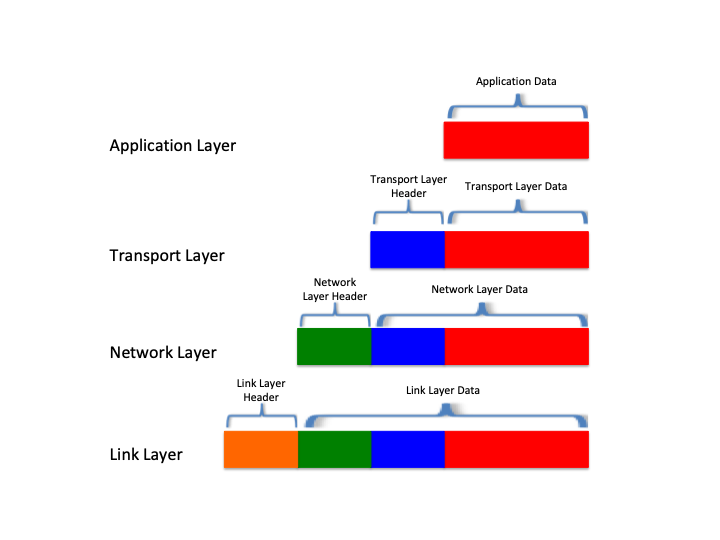 Application Data
Application Layer
Transport Layer
Header
Transport Layer Data
Transport Layer
Network
Layer Header
Network Layer Data
Network Layer
Link Layer
Header
Link Layer Data
Link Layer